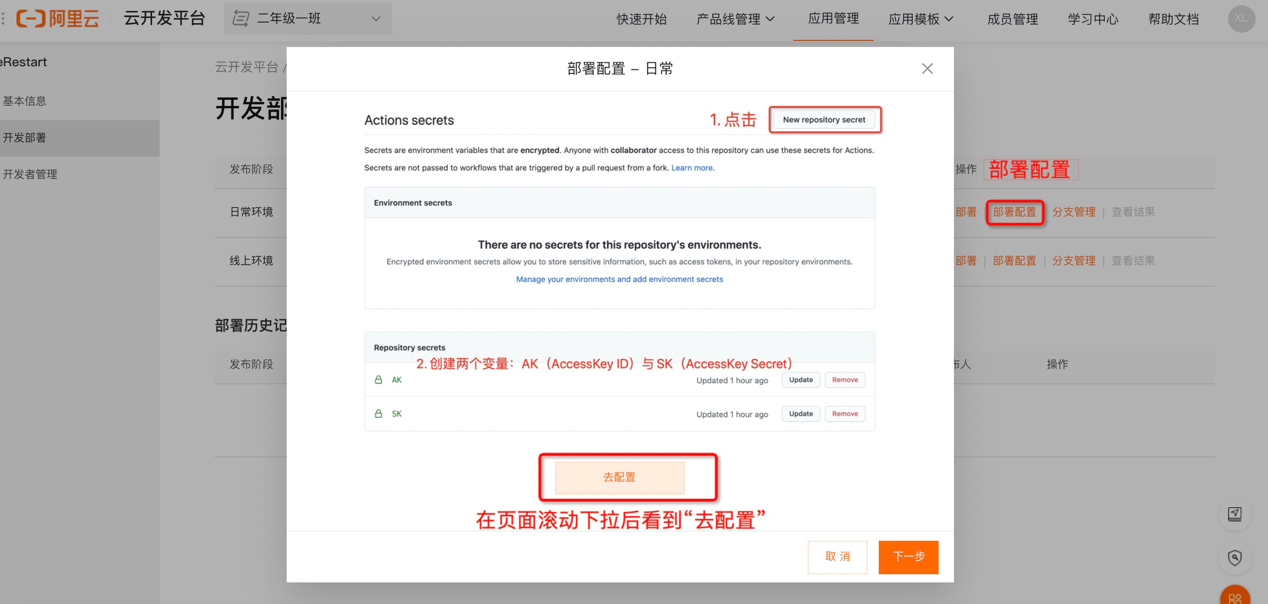 阿里云 云开发平台 二年级一班 快速开始 产品线管理 应用管理 应用模板 成员管理 学习中心 帮助文档 XL
eRestart
基本信息
开发部署
开发者管理
云开发平台 /
开发部
发布阶段
日常环境
线上环境
部署历史记
发布阶段
部署配置 – 日常
Actions secrets
1. 点击
New repository secret
Secrets are environment variables that are encrypted. Anyone with collaborator access to this repository can use these secrets for Actions.
Secrets are not passed to workflows that are triggered by a pull request from a fork. Learn more.
Environment secrets
There are no secrets for this repository's environments.
Encrypted environment secrets allow you to store sensitive information, such as access tokens, in your repository environments.
Manage your environments and add environment secrets
Repository secrets
2. 创建两个变量：AK（AccessKey ID）与 SK（AccessKey Secret）
AK Updated 1 hour ago Update Remove
SK Updated 1 hour ago Update Remove
去配置
在页面滚动下拉后看到“去配置”
取 消 下一步
操作 部署配置
部署 部署配置 | 分支管理 | 查看结果
部署 | 部署配置 | 分支管理 | 查看结果
布人 操作